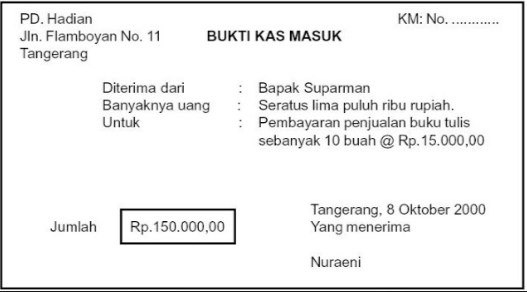 PD. Hadian KM: No. ............
Jln. Flamboyan No. 11 BUKTI KAS MASUK
Tangerang
Diterima dari : Bapak Suparman
Banyaknya uang : Seratus lima puluh ribu rupiah.
Untuk : Pembayaran penjualan buku tulis
sebanyak 10 buah @ Rp.15.000,00
Tangerang, 8 Oktober 2000
Jumlah Rp.150.000,00 Yang menerima
Nuraeni